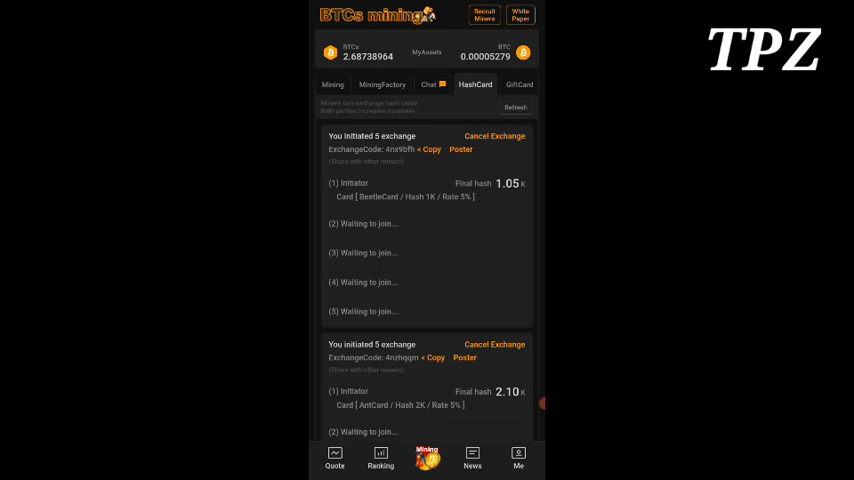 BTCs mining
Recruit
Miners
White
Paper
TPZ
BTCs
2.68738964
MyAssets
BTC
0.00005279
Mining
MiningFactory
Chat
HashCard
GiftCard
Miners can exchange hash cards
Both parties increases hashrate
Refresh
You initiated 5 exchange
Cancel Exchange
ExchangeCode: 4nx9bfh < Copy Poster
(Share with other miners)
(1) Initiator
Final hash 1.05 K
Card [ BeetleCard / Hash 1K / Rate 5% ]
(2) Waiting to join...
(3) Waiting to join...
(4) Waiting to join...
(5) Waiting to join...
You initiated 5 exchange
Cancel Exchange
ExchangeCode: 4nzhqqm < Copy Poster
(Share with other miners)
(1) Initiator
Final hash 2.10 K
Card [ AntCard / Hash 2K / Rate 5% ]
(2) Waiting to join...
Quote
Ranking
Mining
News
Me